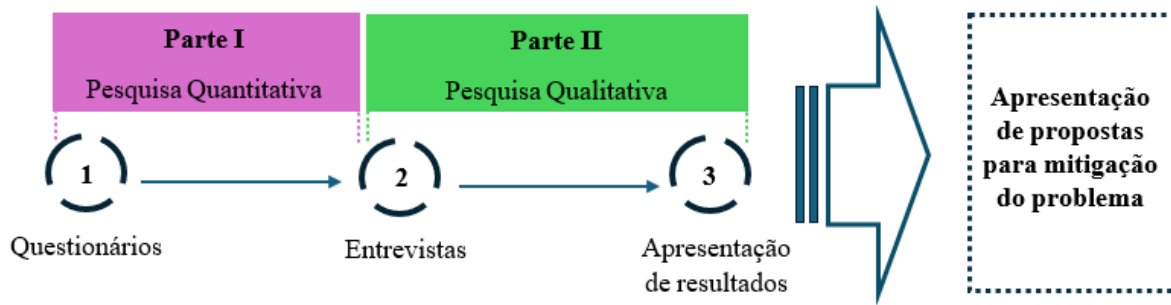 Parte I
Pesquisa Quantitativa
Parte II
Pesquisa Qualitativa
1
2
3
Questionários
Entrevistas
Apresentação
de resultados
Apresentação
de propostas
para mitigação
do problema